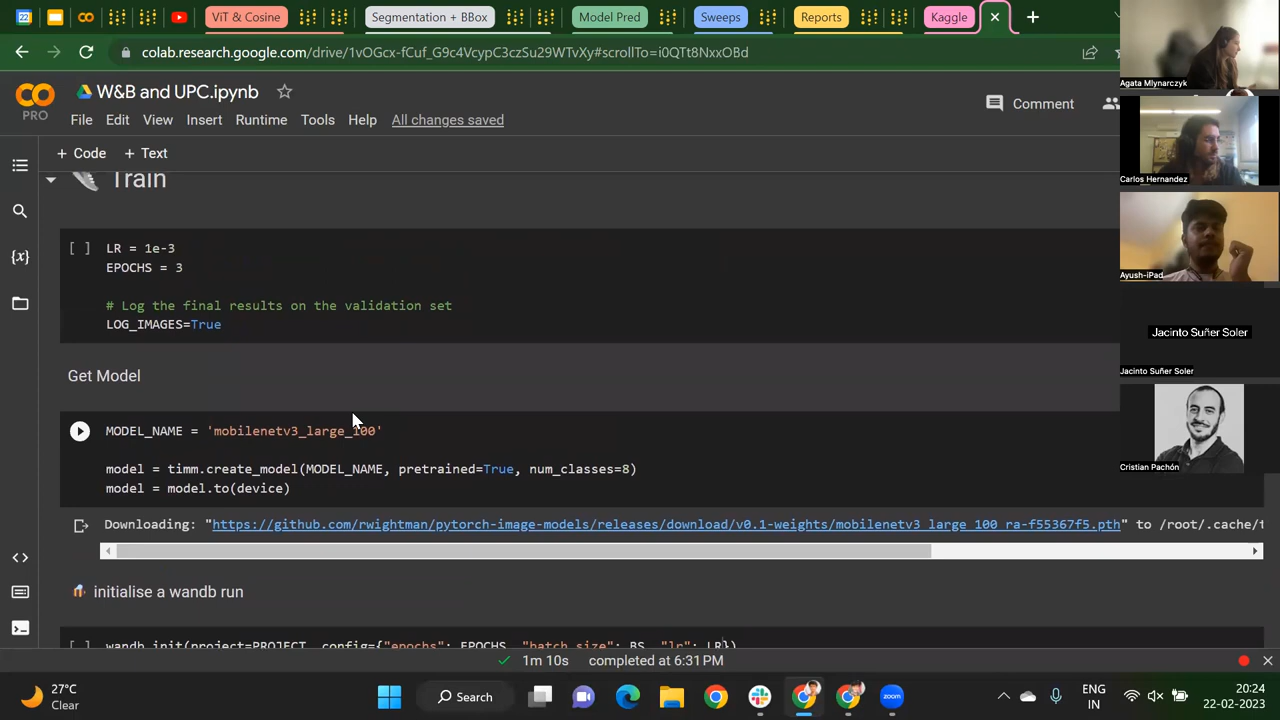 ViT & Cosine
Segmentation + BBox
Model Pred
Sweeps
Reports
Kaggle
colab.research.google.com/drive/1vOGcx-fCuf_G9c4VcypC3czSu29WTvXy#scrollTo=i0QTt8NxxOBd
PRO
W&B and UPC.ipynb
File Edit View Insert Runtime Tools Help All changes saved
Comment
+ Code + Text
Train
[ ] LR = 1e-3
EPOCHS = 3
# Log the final results on the validation set
LOG_IMAGES=True
Get Model
MODEL_NAME = 'mobilenetv3_large_100'
model = timm.create_model(MODEL_NAME, pretrained=True, num_classes=8)
model = model.to(device)
Downloading: "https://github.com/rwightman/pytorch-image-models/releases/download/v0.1-weights/mobilenetv3_large_100_ra-f55367f5.pth" to /root/.cache/t
initialise a wandb run
[ ] wandb.init(project=PROJECT, config={"epochs": EPOCHS, "batch_size": BS, "lr": LR})
1m 10s completed at 6:31 PM
Agata Mlynarczyk
Carlos Hernandez
Ayush-iPad
Jacinto Suñer Soler
Jacinto Suñer Soler
Cristian Pachón
27°C
Clear
Search
zoom
ENG
IN
20:24
22-02-2023